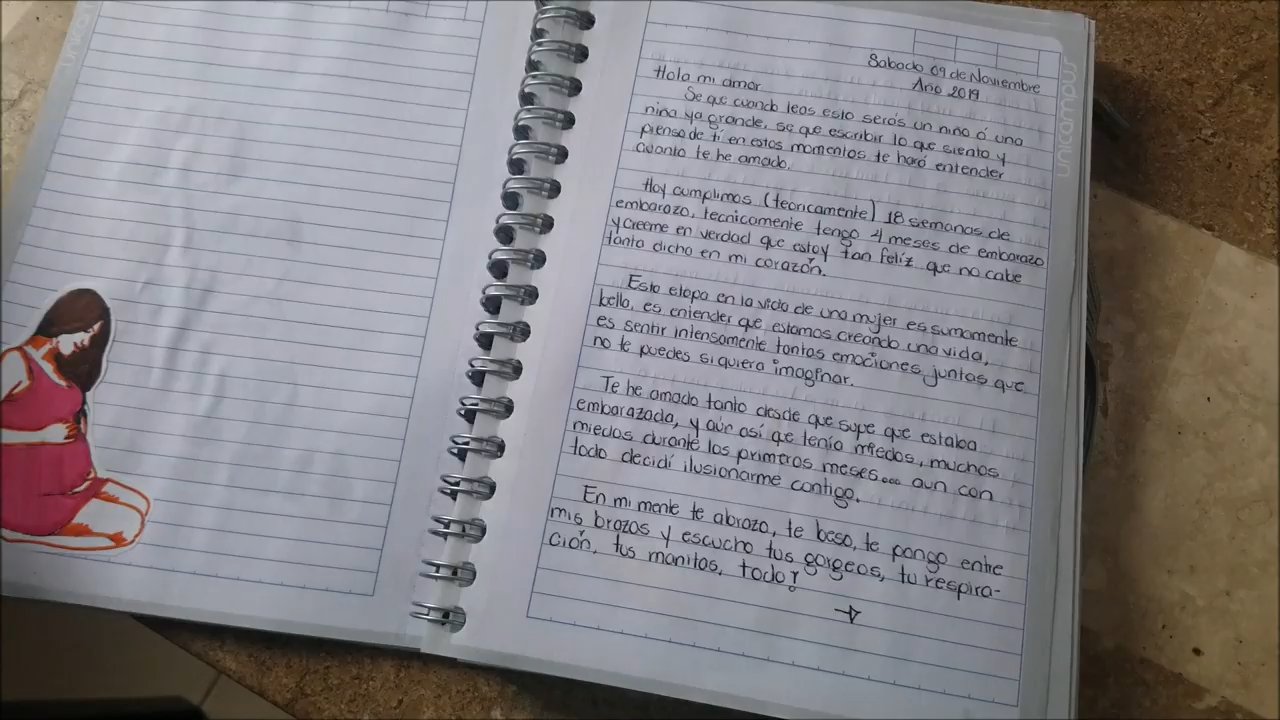 Sabado 09 de Noviembre
Año 2019
Hola mi amor
Se que cuando leas esto serás un niño ó una
niña ya grande, se que escribir lo que siento y
pienso de tí en estos momentos te hará entender
cuanto te he amado.
Hoy cumplimos (teoricamente) 18 semanas de
embarazo, tecnicamente tengo 4 meses de embarazo
y creeme en verdad que estoy tan felíz que no cabe
tanta dicha en mi corazón.
Esta etapa en la vida de una mujer es sumamente
bella, es entender que estamos creando una vida,
es sentir intensamente tantas emociones juntas que
no te puedes si quiera imaginar.
Te he amado tanto desde que supe que estaba
embarazada, y aún así que tenía miedos, muchos
miedos durante los primeros meses... aun con
todo decidí ilusionarme contigo.
En mi mente te abrazo, te beso, te pongo entre
mis brazos y escucho tus gorgeos, tu respira-
ción, tus manitas, todo!
unicampus